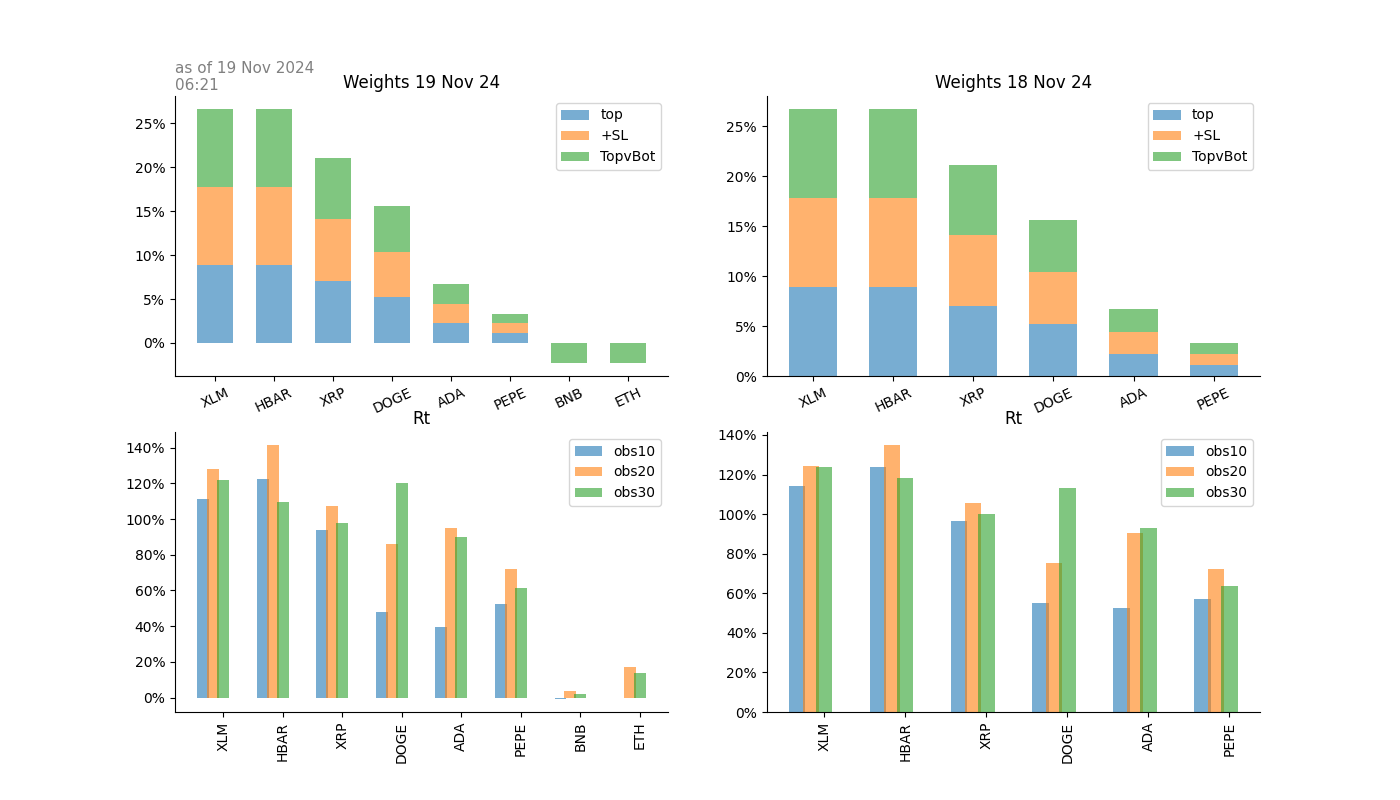 as of 19 Nov 2024
06:21
Weights 19 Nov 24
25%
20%
15%
10%
5%
0%
top
+SL
TopvBot
XLM
HBAR
XRP
DOGE
ADA
PEPE
BNB
ETH
Weights 18 Nov 24
25%
20%
15%
10%
5%
0%
top
+SL
TopvBot
XLM
HBAR
XRP
DOGE
ADA
PEPE
Rt
140%
120%
100%
80%
60%
40%
20%
0%
obs10
obs20
obs30
XLM
HBAR
XRP
DOGE
ADA
PEPE
BNB
ETH
Rt
140%
120%
100%
80%
60%
40%
20%
0%
obs10
obs20
obs30
XLM
HBAR
XRP
DOGE
ADA
PEPE